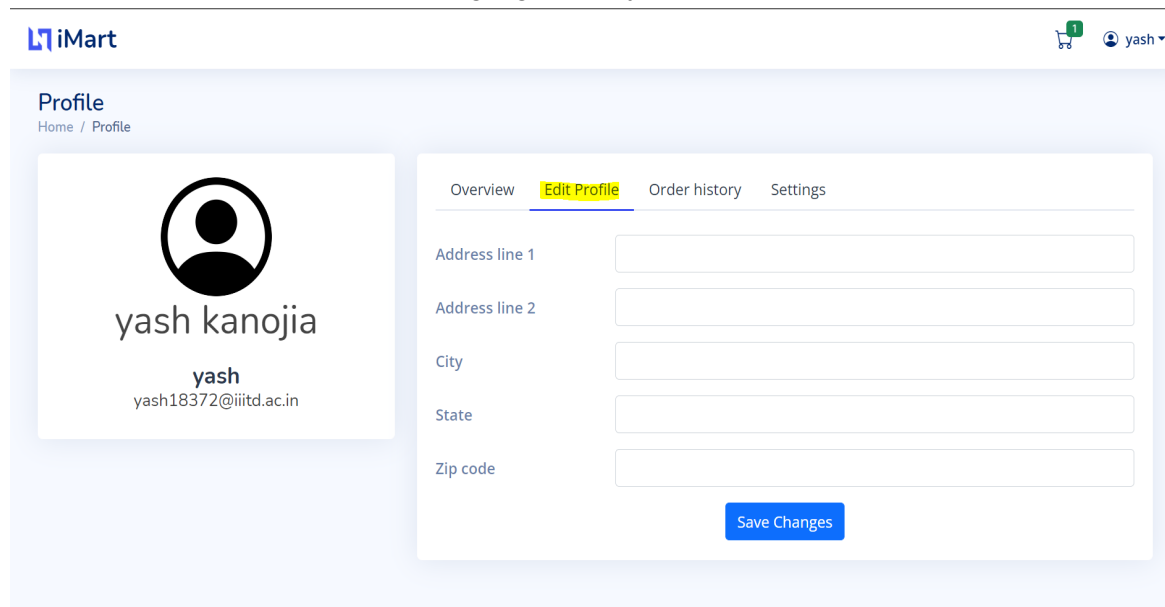 iMart
1
yash
Profile
Home / Profile
yash kanojia
yash
yash18372@iiitd.ac.in
Overview Edit Profile Order history Settings
Address line 1
Address line 2
City
State
Zip code
Save Changes